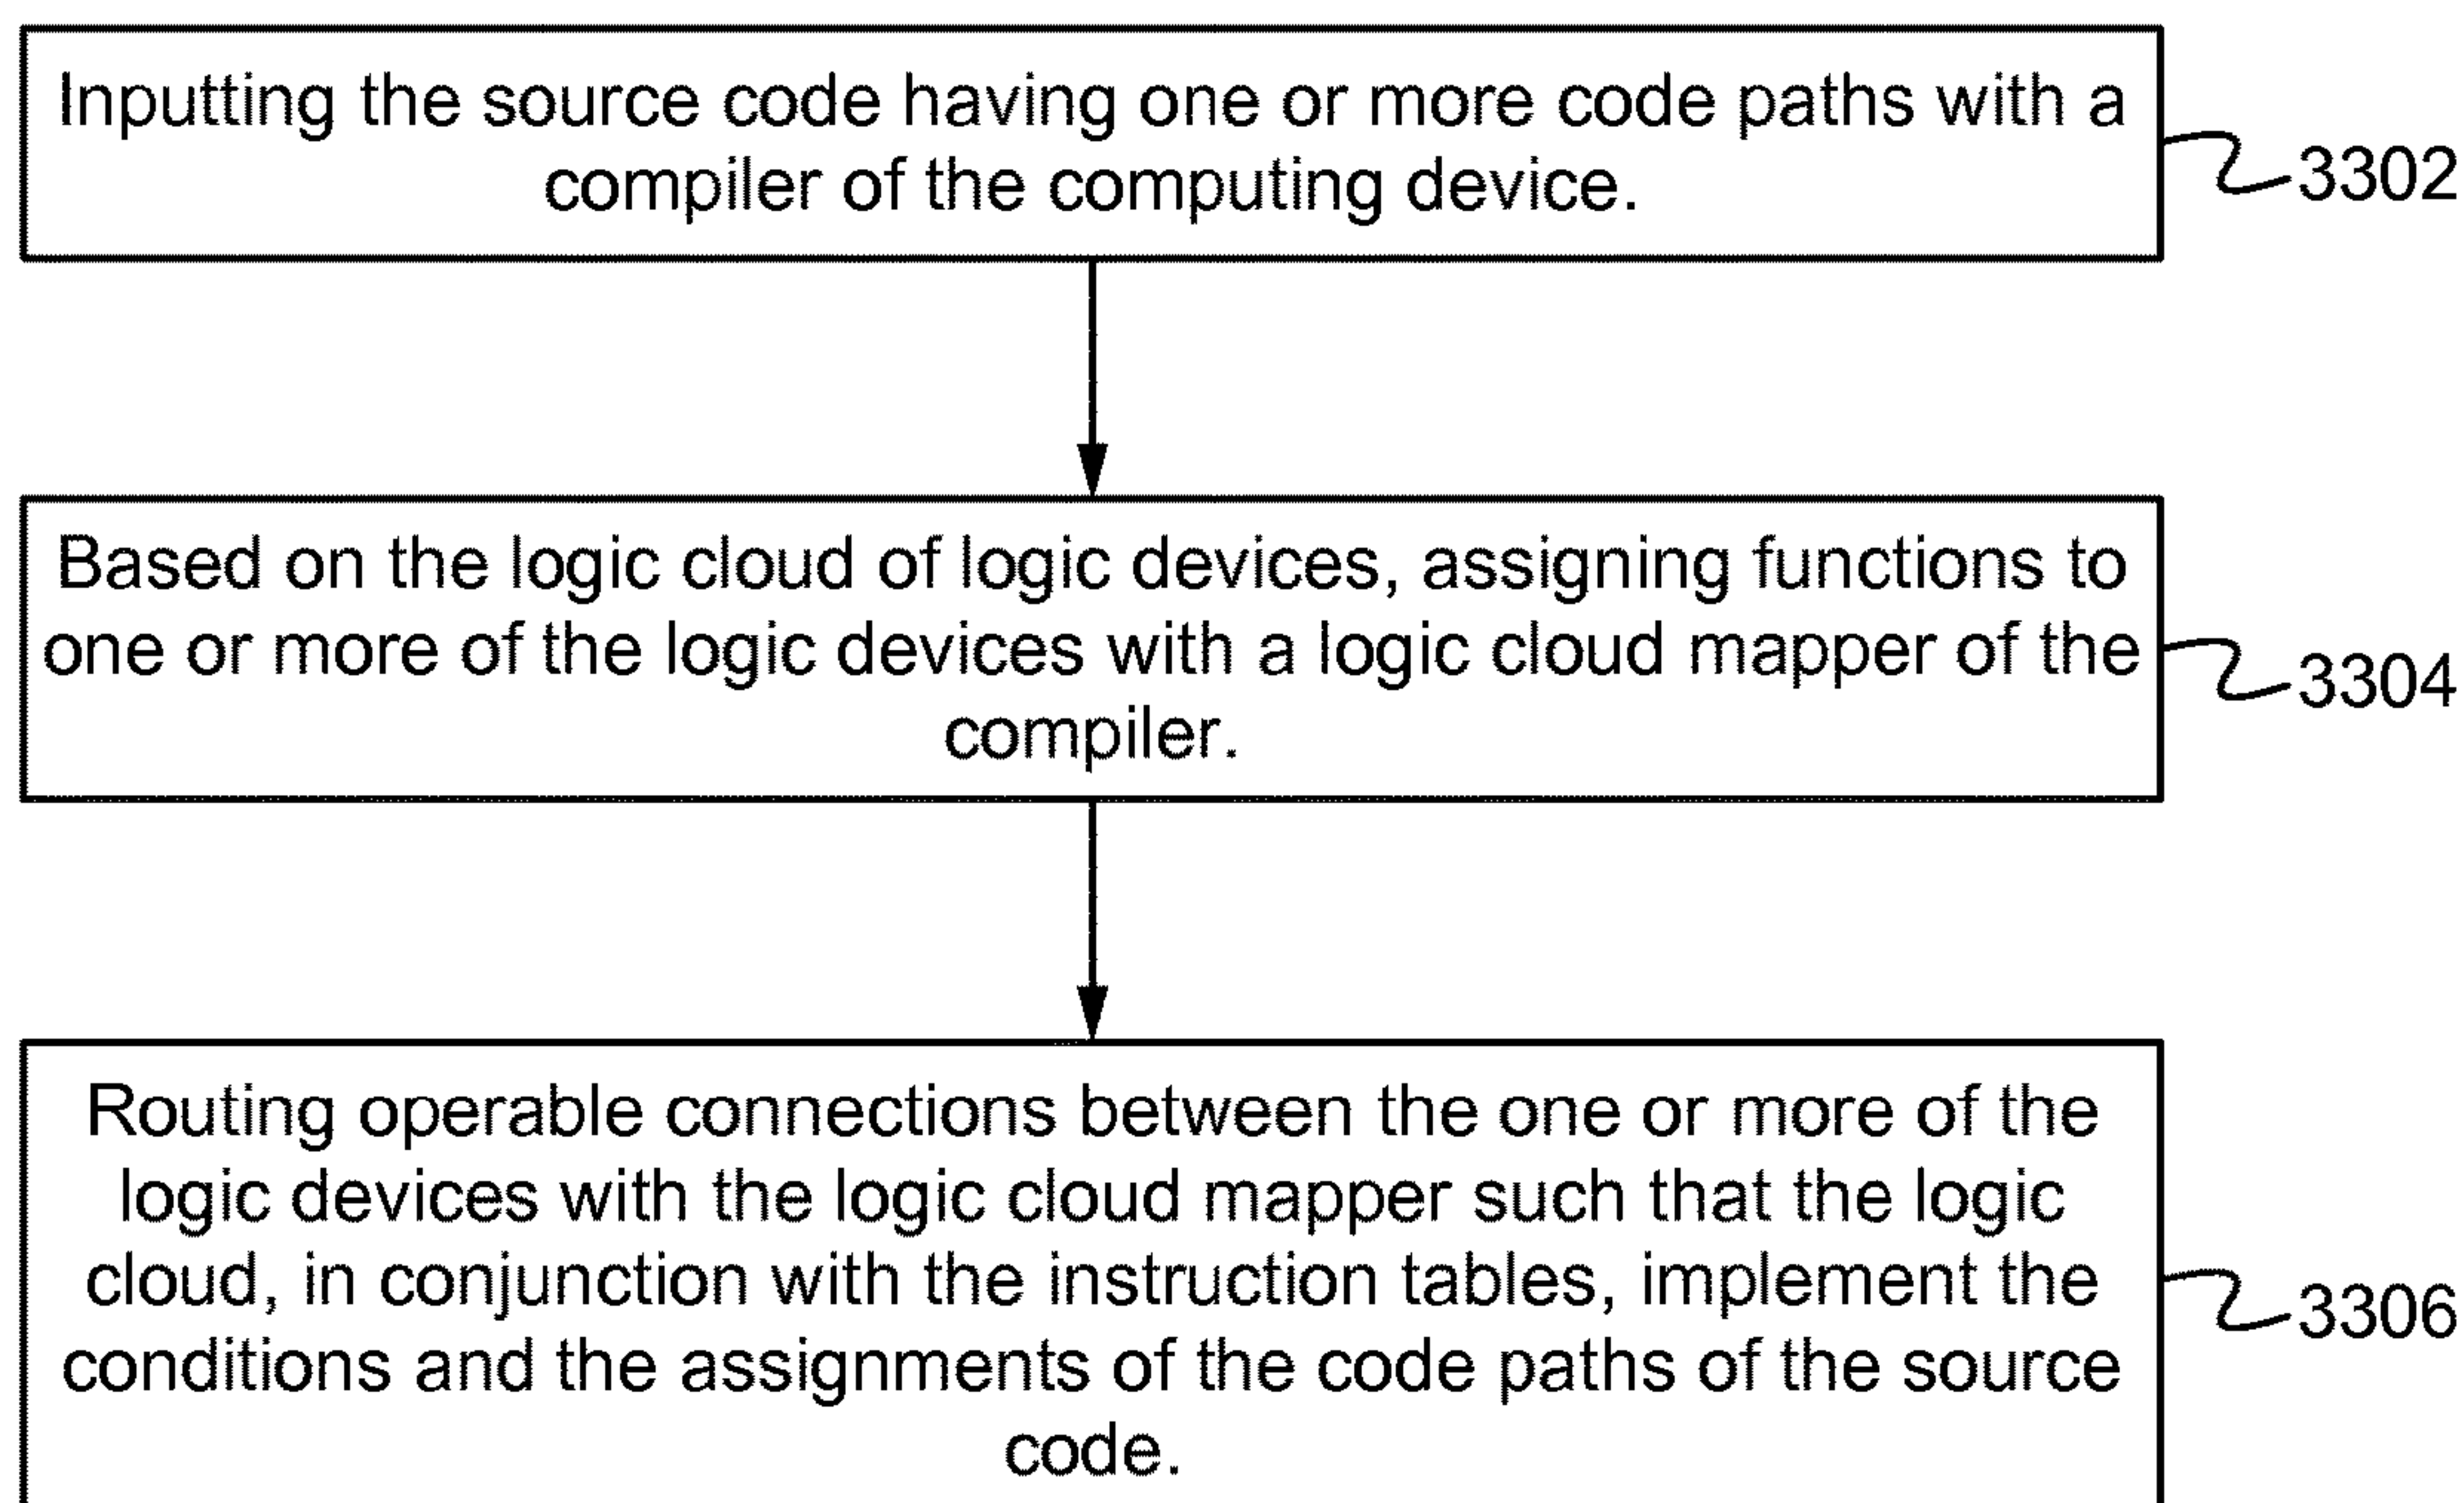 Inputting the source code having one or more code paths with a
compiler of the computing device.
3302
Based on the logic cloud of logic devices, assigning functions to
one or more of the logic devices with a logic cloud mapper of the
compiler.
3304
Routing operable connections between the one or more of the
logic devices with the logic cloud mapper such that the logic
cloud, in conjunction with the instruction tables, implement the
conditions and the assignments of the code paths of the source
code.
3306